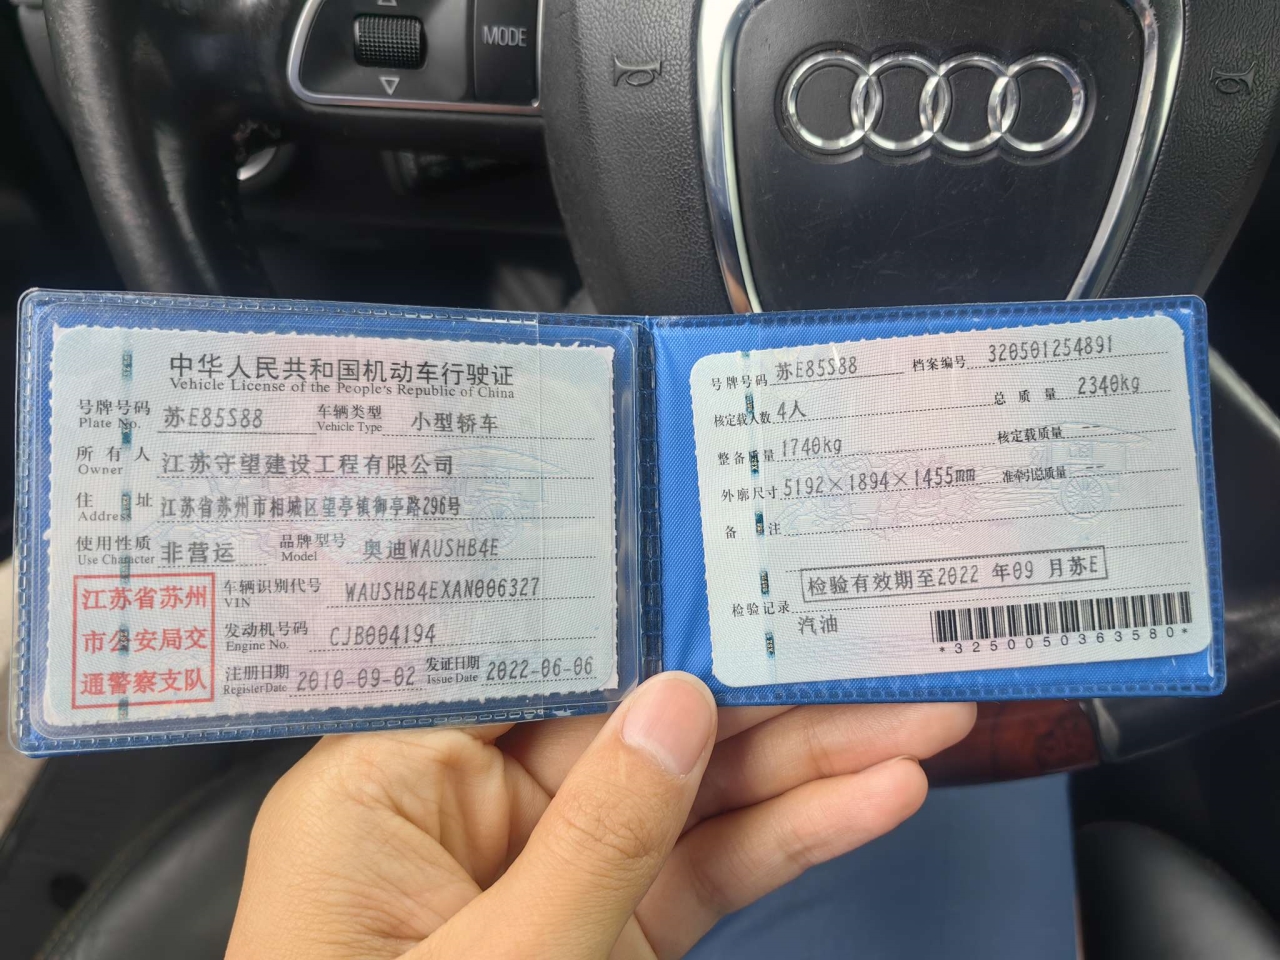 MODE
中华人民共和国机动车行驶证
Vehicle License of the People's Republic of China
号牌号码 苏E85S88 车辆类型 小型轿车
Plate No. Vehicle Type
所有人 江苏守望建设工程有限公司
Owner
住址 江苏省苏州市相城区望亭镇御亭路296号
Address
使用性质 非营运 品牌型号 奥迪WAUSHB4E
Use Character Model
江苏省苏州
市公安局交
通警察支队
车辆识别代号 WAUSHB4EXAN006327
VIN
发动机号码 CJB004194
Engine No.
注册日期 2010-09-02 发证日期 2022-06-06
Register Date Issue Date
号牌号码 苏E85S88 档案编号 320501254891
核定载人数 4人 总质量 2340kg
整备质量 1740kg 核定载质量 --
外廓尺寸 5192×1894×1455mm 准牵引总质量 --
备注
检验有效期至2022 年09 月苏E
检验记录
汽油
*3250050363580*